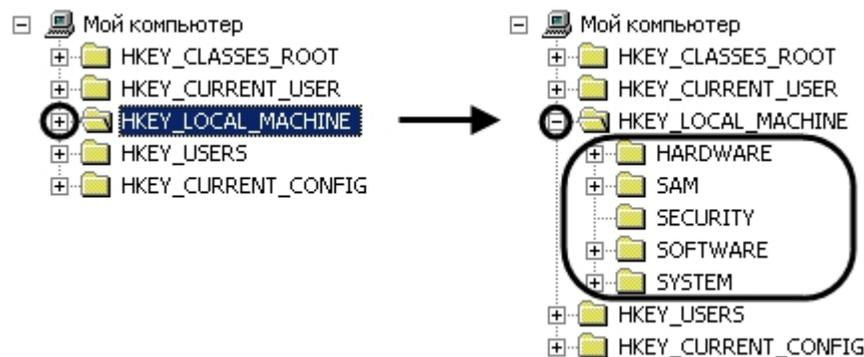 Мой компьютер
HKEY_CLASSES_ROOT
HKEY_CURRENT_USER
HKEY_LOCAL_MACHINE
HKEY_USERS
HKEY_CURRENT_CONFIG
Мой компьютер
HKEY_CLASSES_ROOT
HKEY_CURRENT_USER
HKEY_LOCAL_MACHINE
HARDWARE
SAM
SECURITY
SOFTWARE
SYSTEM
HKEY_USERS
HKEY_CURRENT_CONFIG